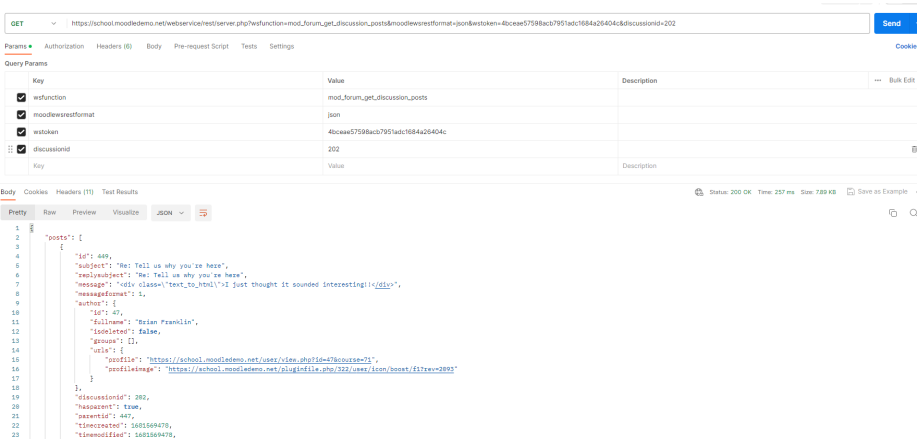 GET https://school.moodledemo.net/webservice/rest/server.php?wsfunction=mod_forum_get_discussion_posts&moodlewsrestformat=json&wstoken=4bceae57598acb7951adc1684a26404c&discussionid=202 Send
Params Authorization Headers (6) Body Pre-request Script Tests Settings Cookie
Query Params
Key Value Description Bulk Edit
wsfunction mod_forum_get_discussion_posts
moodlewsrestformat json
wstoken 4bceae57598acb7951adc1684a26404c
discussionid 202
Key Value Description
Body Cookies Headers (11) Test Results Status: 200 OK Time: 257 ms Size: 7.89 KB Save as Example
Pretty Raw Preview Visualize JSON
1 {
2 "posts": [
3 {
4 "id": 449,
5 "subject": "Re: Tell us why you're here",
6 "replysubject": "Re: Tell us why you're here",
7 "message": "<div class=\"text_to_html\">I just thought it sounded interesting!!</div>",
8 "messageformat": 1,
9 "author": {
10 "id": 47,
11 "fullname": "Brian Franklin",
12 "isdeleted": false,
13 "groups": [],
14 "urls": {
15 "profile": "https://school.moodledemo.net/user/view.php?id=47&course=71",
16 "profileimage": "https://school.moodledemo.net/pluginfile.php/322/user/icon/boost/f1?rev=2093"
17 }
18 },
19 "discussionid": 202,
20 "hasparent": true,
21 "parentid": 447,
22 "timecreated": 1681569478,
23 "timemodified": 1681569478,